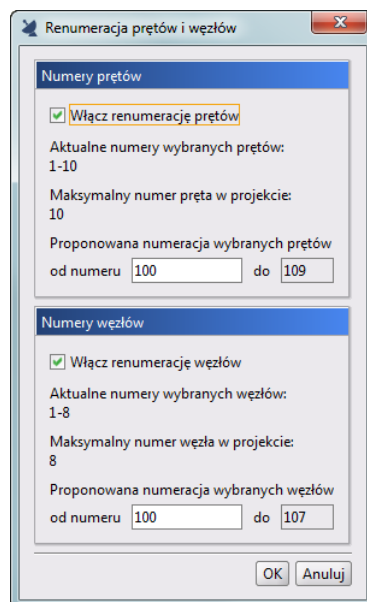 Renumeracja prętów i węzłów
Numery prętów
Włącz renumerację prętów
Aktualne numery wybranych prętów:
1-10
Maksymalny numer pręta w projekcie:
10
Proponowana numeracja wybranych prętów
od numeru 100 do 109
Numery węzłów
Włącz renumerację węzłów
Aktualne numery wybranych węzłów:
1-8
Maksymalny numer węzła w projekcie:
8
Proponowana numeracja wybranych węzłów
od numeru 100 do 107
OK Anuluj